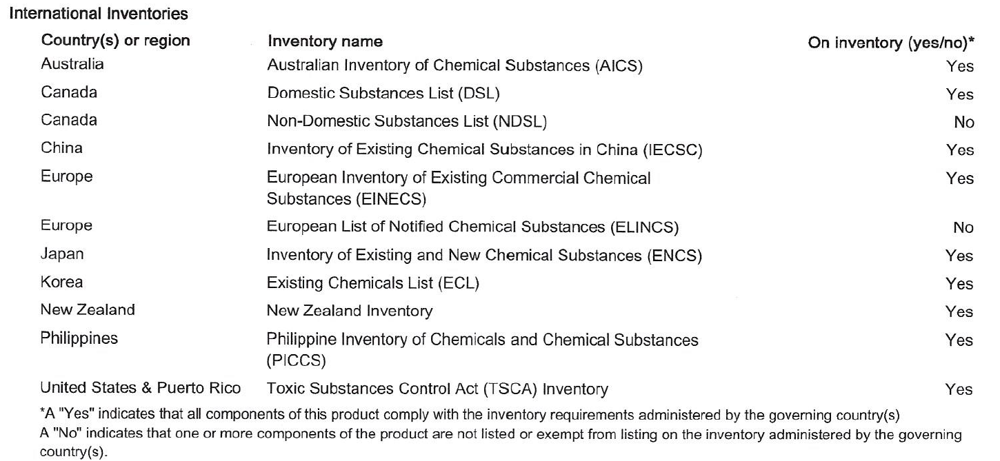 International Inventories
Country(s) or region Inventory name On inventory (yes/no)*
Australia Australian Inventory of Chemical Substances (AICS) Yes
Canada Domestic Substances List (DSL) Yes
Canada Non-Domestic Substances List (NDSL) No
China Inventory of Existing Chemical Substances in China (IECSC) Yes
Europe European Inventory of Existing Commercial Chemical Yes
Substances (EINECS)
Europe European List of Notified Chemical Substances (ELINCS) No
Japan Inventory of Existing and New Chemical Substances (ENCS) Yes
Korea Existing Chemicals List (ECL) Yes
New Zealand New Zealand Inventory Yes
Philippines Philippine Inventory of Chemicals and Chemical Substances Yes
(PICCS)
United States & Puerto Rico Toxic Substances Control Act (TSCA) Inventory Yes
*A "Yes" indicates that all components of this product comply with the inventory requirements administered by the governing country(s)
A "No" indicates that one or more components of the product are not listed or exempt from listing on the inventory administered by the governing
country(s).